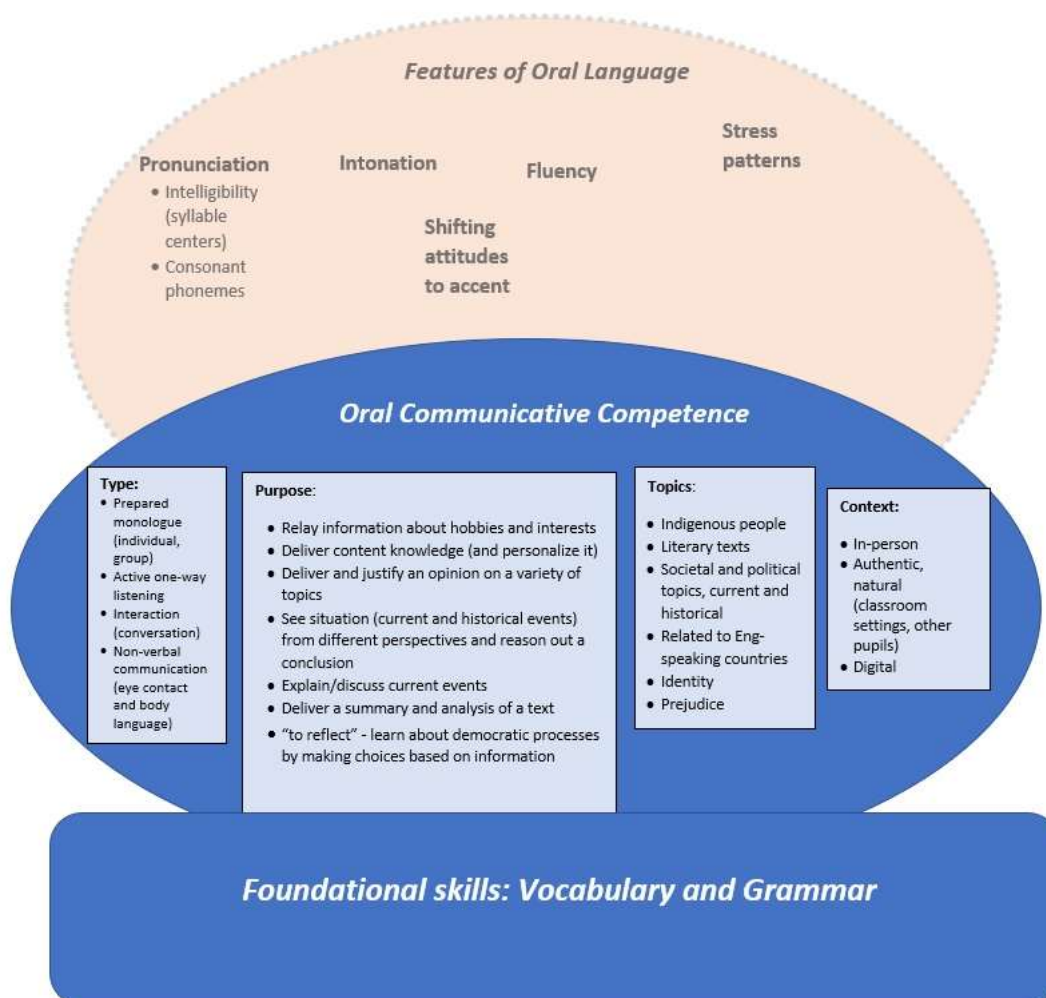 Features of Oral Language
Pronunciation
• Intelligibility
(syllable
centers)
• Consonant
phonemes
Intonation
Fluency
Stress
patterns
Shifting
attitudes
to accent
Oral Communicative Competence
Type:
• Prepared
monologue
(individual,
group)
• Active one-way
listening
• Interaction
(conversation)
• Non-verbal
communication
(eye contact
and body
language)
Purpose:
• Relay information about hobbies and interests
• Deliver content knowledge (and personalize it)
• Deliver and justify an opinion on a variety of
topics
• See situation (current and historical events)
from different perspectives and reason out a
conclusion
• Explain/discuss current events
• Deliver a summary and analysis of a text
• “to reflect” - learn about democratic processes
by making choices based on information
Topics:
• Indigenous people
• Literary texts
• Societal and political
topics, current and
historical
• Related to Eng-
speaking countries
• Identity
• Prejudice
Context:
• In-person
• Authentic,
natural
(classroom
settings, other
pupils)
• Digital
Foundational skills: Vocabulary and Grammar